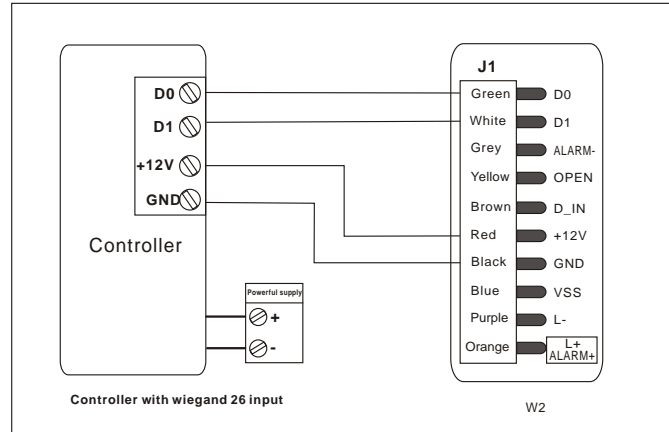 D0
D1
+12V
GND
Controller
Powerful supply
+
-
Controller with wiegand 26 input
J1
Green D0
White D1
Grey ALARM-
Yellow OPEN
Brown D_IN
Red +12V
Black GND
Blue VSS
Purple L-
Orange L+
ALARM+
W2